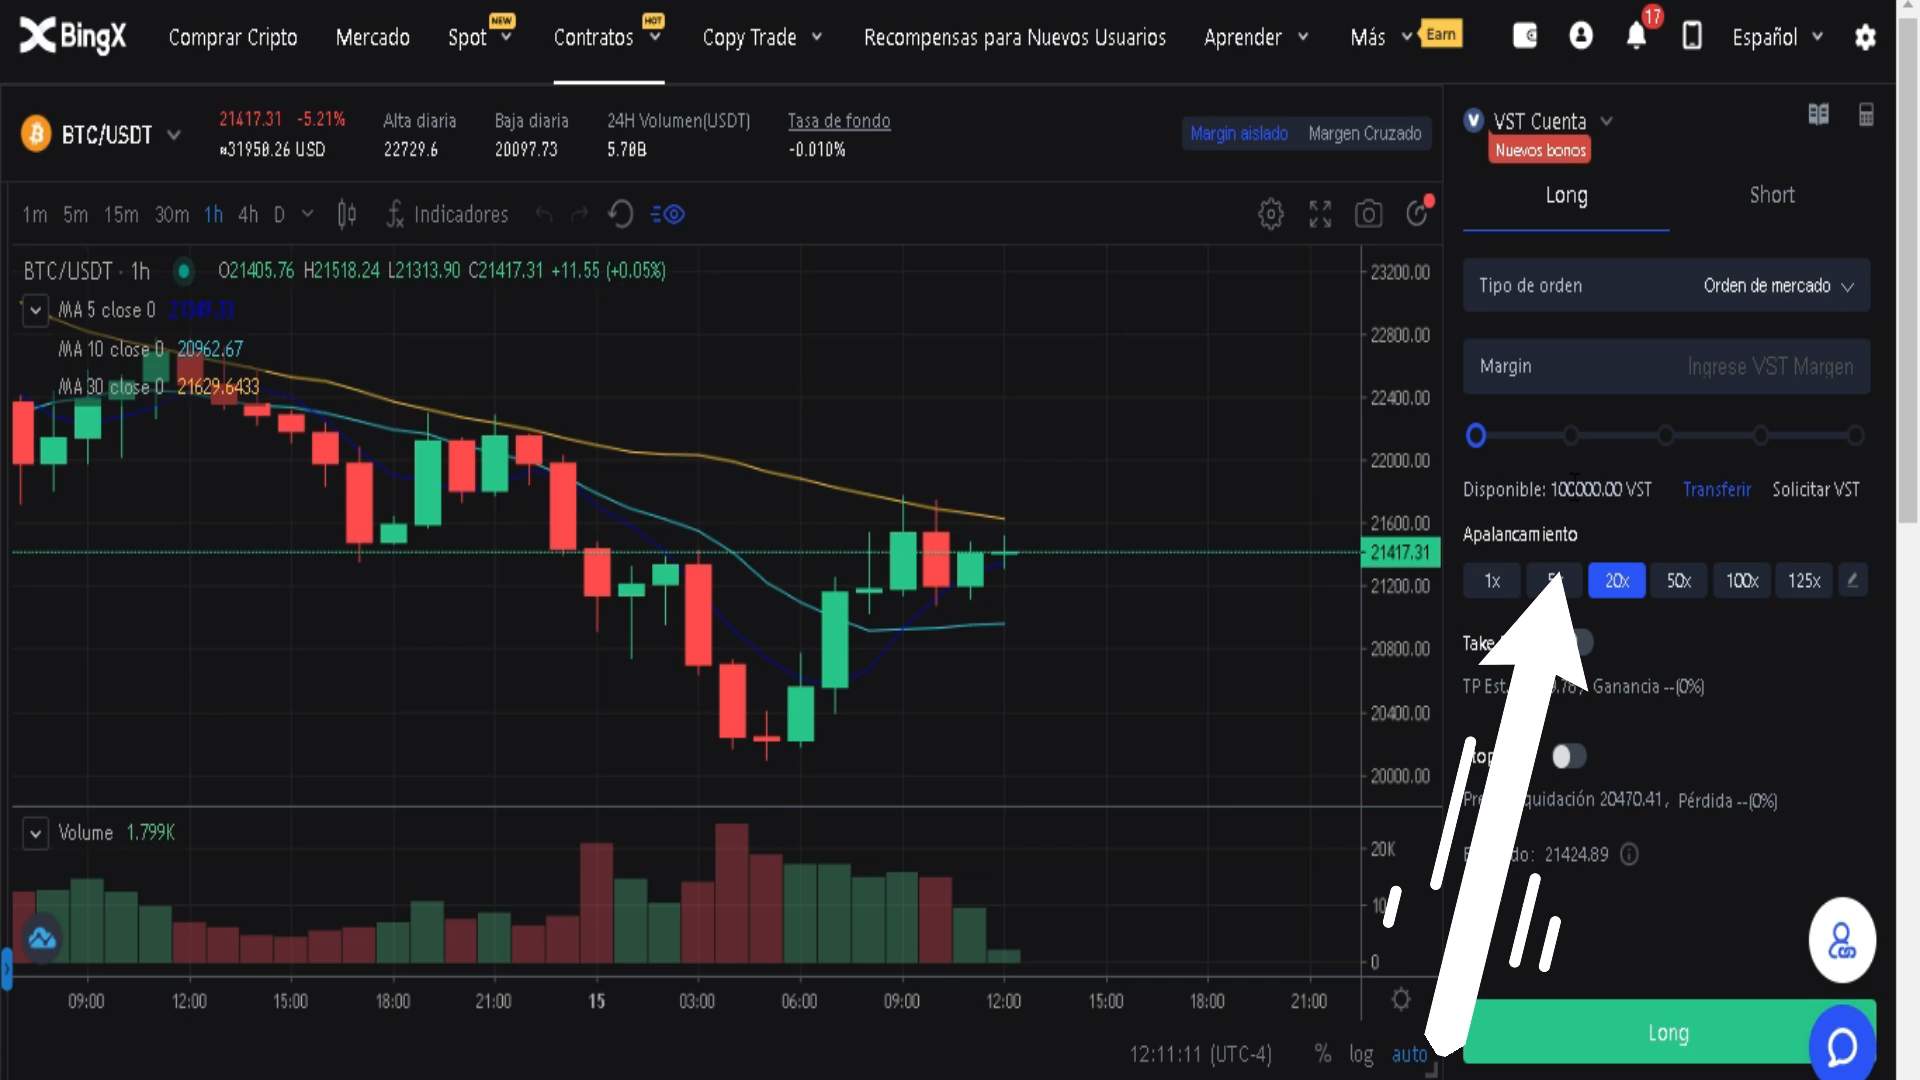 BingX Comprar Cripto Mercado Spot NEW Contratos HOT Copy Trade Recompensas para Nuevos Usuarios Aprender Más Earn 17 Español
BTC/USDT 21417.31 -5.21% Alta diaria Baja diaria 24H Volumen(USDT) Tasa de fondo
≈31950.26 USD 22729.6 20097.73 5.70B -0.010%
Margin aislado Margen Cruzado
VST Cuenta
Nuevos bonos
Long Short
1m 5m 15m 30m 1h 4h D Indicadores
BTC/USDT · 1h O21405.76 H21518.24 L21313.90 C21417.31 +11.55 (+0.05%)
MA 5 close 0
MA 10 close 0 20962.67
MA 30 close 0 21629.6433
23200.00
22800.00
22400.00
22000.00
21600.00
21417.31
21200.00
20800.00
20400.00
20000.00
Tipo de orden Orden de mercado
Margin Ingrese VST Margen
Disponible: 100000.00 VST Transferir Solicitar VST
Apalancamiento
1x 20x 50x 100x 125x
Take
TP Est. Ganancia --(0%)
20470.41, Pérdida --(0%)
21424.89
Volume 1.799K
20K
0
09:00 12:00 15:00 18:00 21:00 15 03:00 06:00 09:00 12:00 15:00 18:00 21:00
12:11:11 (UTC-4) % log auto
Long